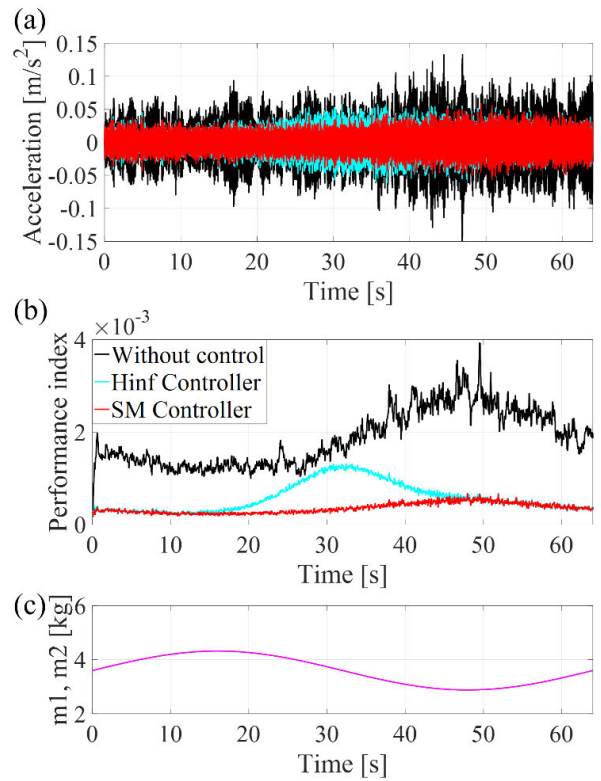 (a)
Acceleration [m/s²]
0.15
0.1
0.05
0
-0.05
-0.1
-0.15
0 10 20 30 40 50 60
Time [s]
(b)
×10⁻³
Performance index
4
2
0
Without control
Hinf Controller
SM Controller
0 10 20 30 40 50 60
Time [s]
(c)
m1, m2 [kg]
6
4
2
0 10 20 30 40 50 60
Time [s]